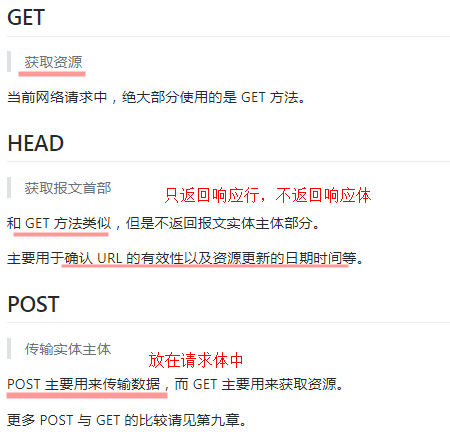 GET
获取资源
当前网络请求中，绝大部分使用的是 GET 方法。
HEAD
获取报文首部
只返回响应行，不返回响应体
和 GET 方法类似，但是不返回报文实体主体部分。
主要用于确认 URL 的有效性以及资源更新的日期时间等。
POST
传输实体主体
放在请求体中
POST 主要用来传输数据，而 GET 主要用来获取资源。
更多 POST 与 GET 的比较请见第九章。